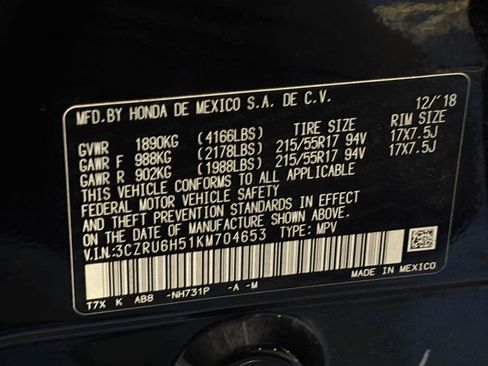 MFD.BY HONDA DE MEXICO S.A. DE C.V. 12/'18
GVWR 1890KG (4166LBS) TIRE SIZE RIM SIZE
GAWR F 988KG (2178LBS) 215/55R17 94V 17X7.5J
GAWR R 902KG (1988LBS) 215/55R17 94V 17X7.5J
THIS VEHICLE CONFORMS TO ALL APPLICABLE
FEDERAL MOTOR VEHICLE SAFETY
AND THEFT PREVENTION STANDARDS IN EFFECT
ON THE DATE OF MANUFACTURE SHOWN ABOVE.
V.I.N.:3CZRU6H51KM704653 TYPE: MPV
T7X K AB8 -NH731P -A -M MADE IN MEXICO